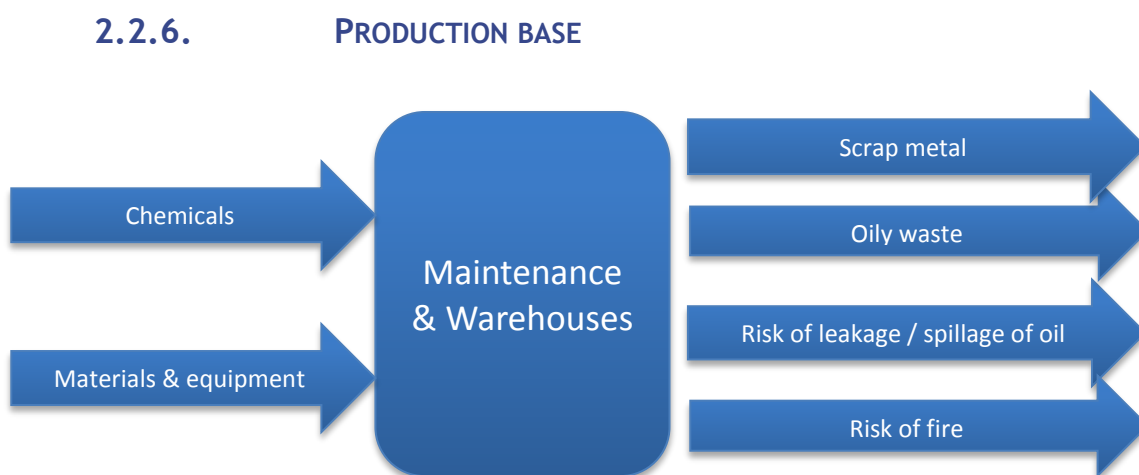 2.2.6. PRODUCTION BASE
Chemicals
Materials & equipment
Maintenance
& Warehouses
Scrap metal
Oily waste
Risk of leakage / spillage of oil
Risk of fire